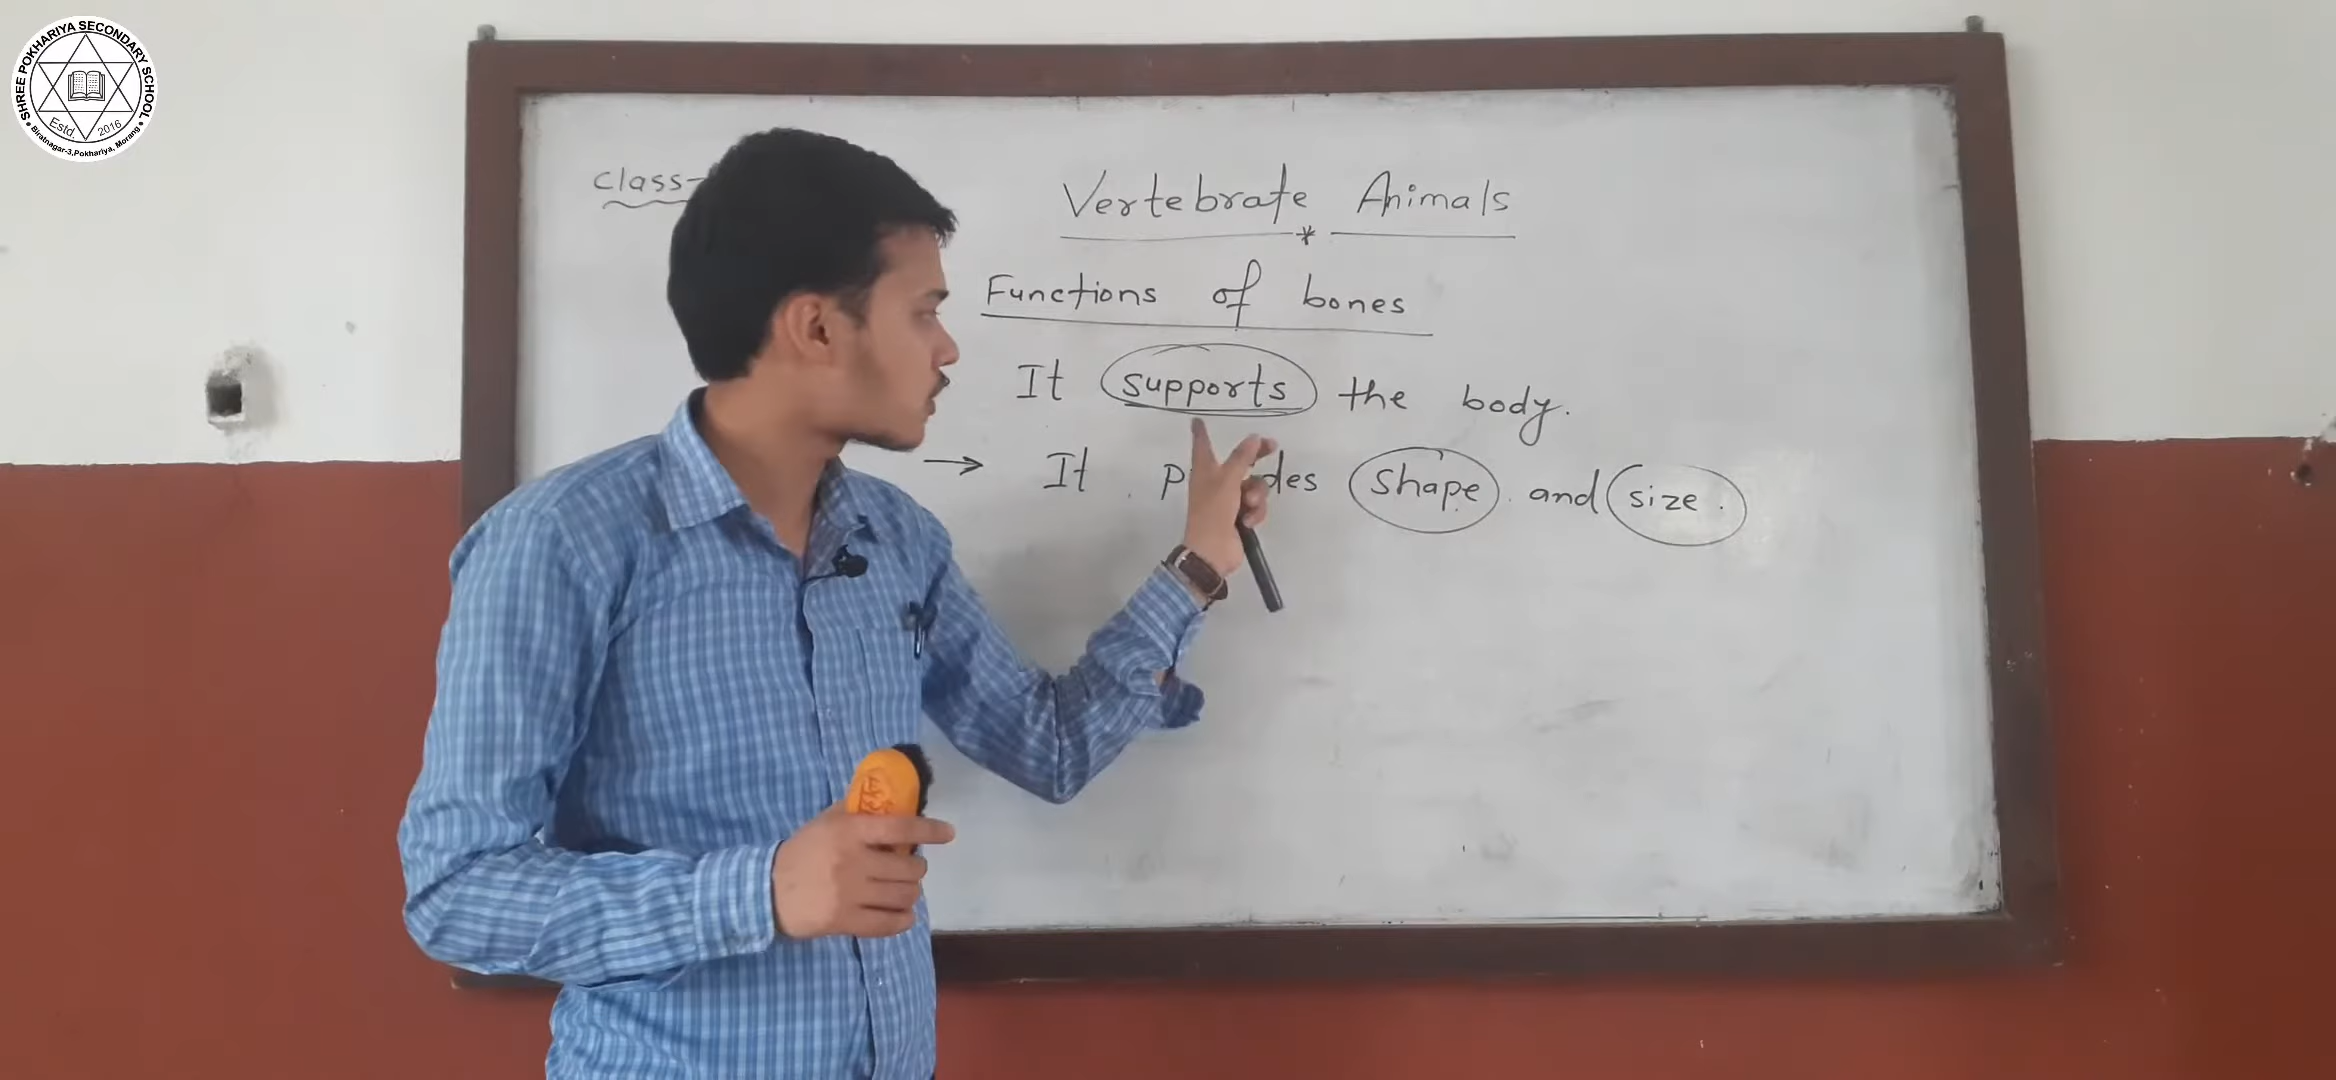 SHREE POKHARIYA SECONDARY SCHOOL
Estd. 2016
Biratnagar-3,Pokhariya, Morang
class-
Vertebrate Animals
*
Functions of bones
It supports the body.
→ It des shape and size.